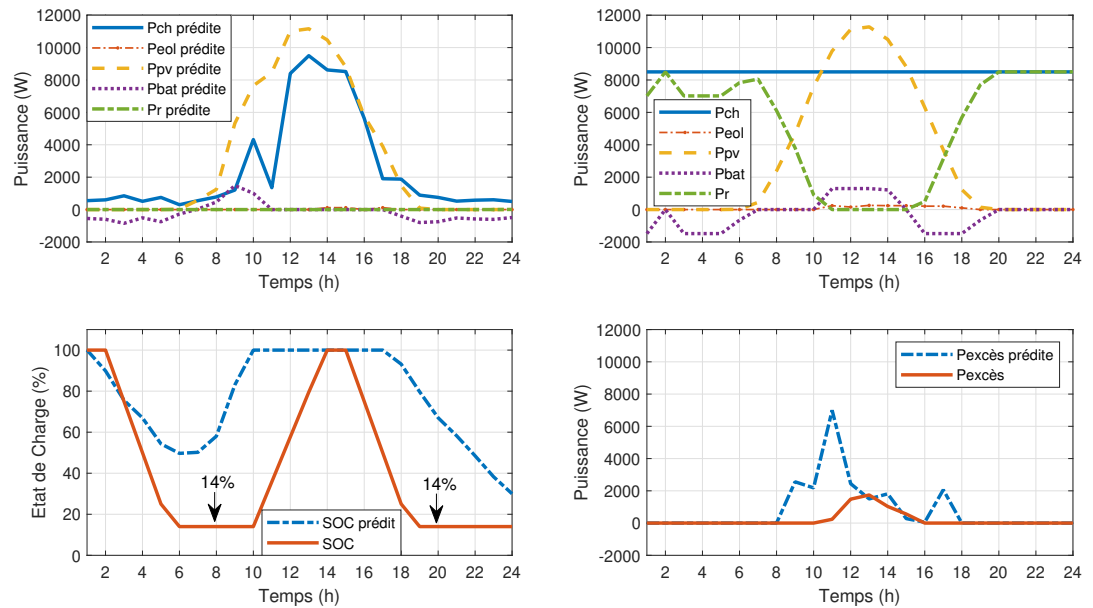 Puissance (W)
12000
10000
8000
6000
4000
2000
0
-2000
Pch prédite
Peol prédite
Ppv prédite
Pbat prédite
Pr prédite
2 4 6 8 10 12 14 16 18 20 22 24
Temps (h)
Puissance (W)
12000
10000
8000
6000
4000
2000
0
-2000
Pch
Peol
Ppv
Pbat
Pr
2 4 6 8 10 12 14 16 18 20 22 24
Temps (h)
Etat de Charge (%)
100
80
60
40
20
0
14%
14%
SOC prédit
SOC
2 4 6 8 10 12 14 16 18 20 22 24
Temps (h)
Puissance (W)
12000
10000
8000
6000
4000
2000
0
-2000
Pexcès prédite
Pexcès
2 4 6 8 10 12 14 16 18 20 22 24
Temps (h)